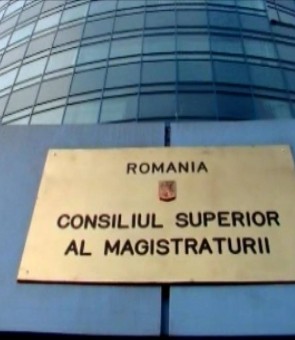 ROMANIA
CONSILIUL SUPERIOR
AL MAGISTRATURII